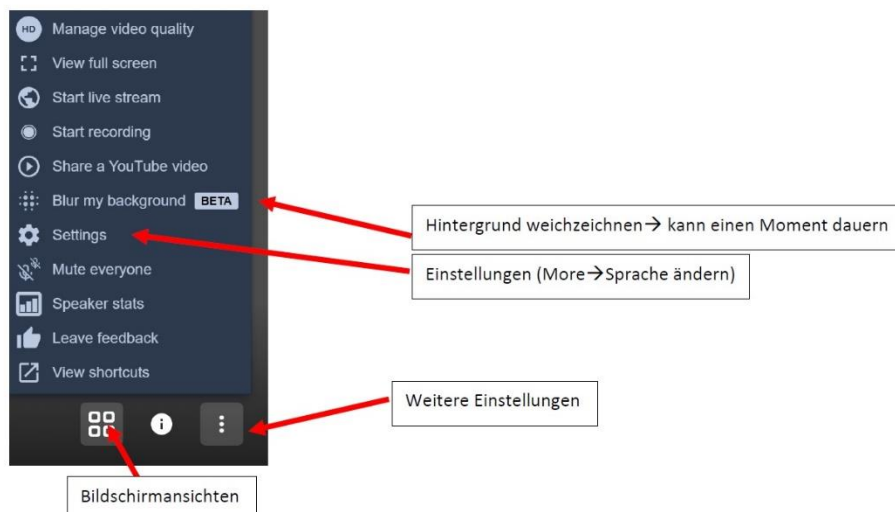 HD Manage video quality
View full screen
Start live stream
Start recording
Share a YouTube video
Blur my background BETA
Settings
Mute everyone
Speaker stats
Leave feedback
View shortcuts
Hintergrund weichzeichnen→ kann einen Moment dauern
Einstellungen (More→Sprache ändern)
Weitere Einstellungen
Bildschirmansichten